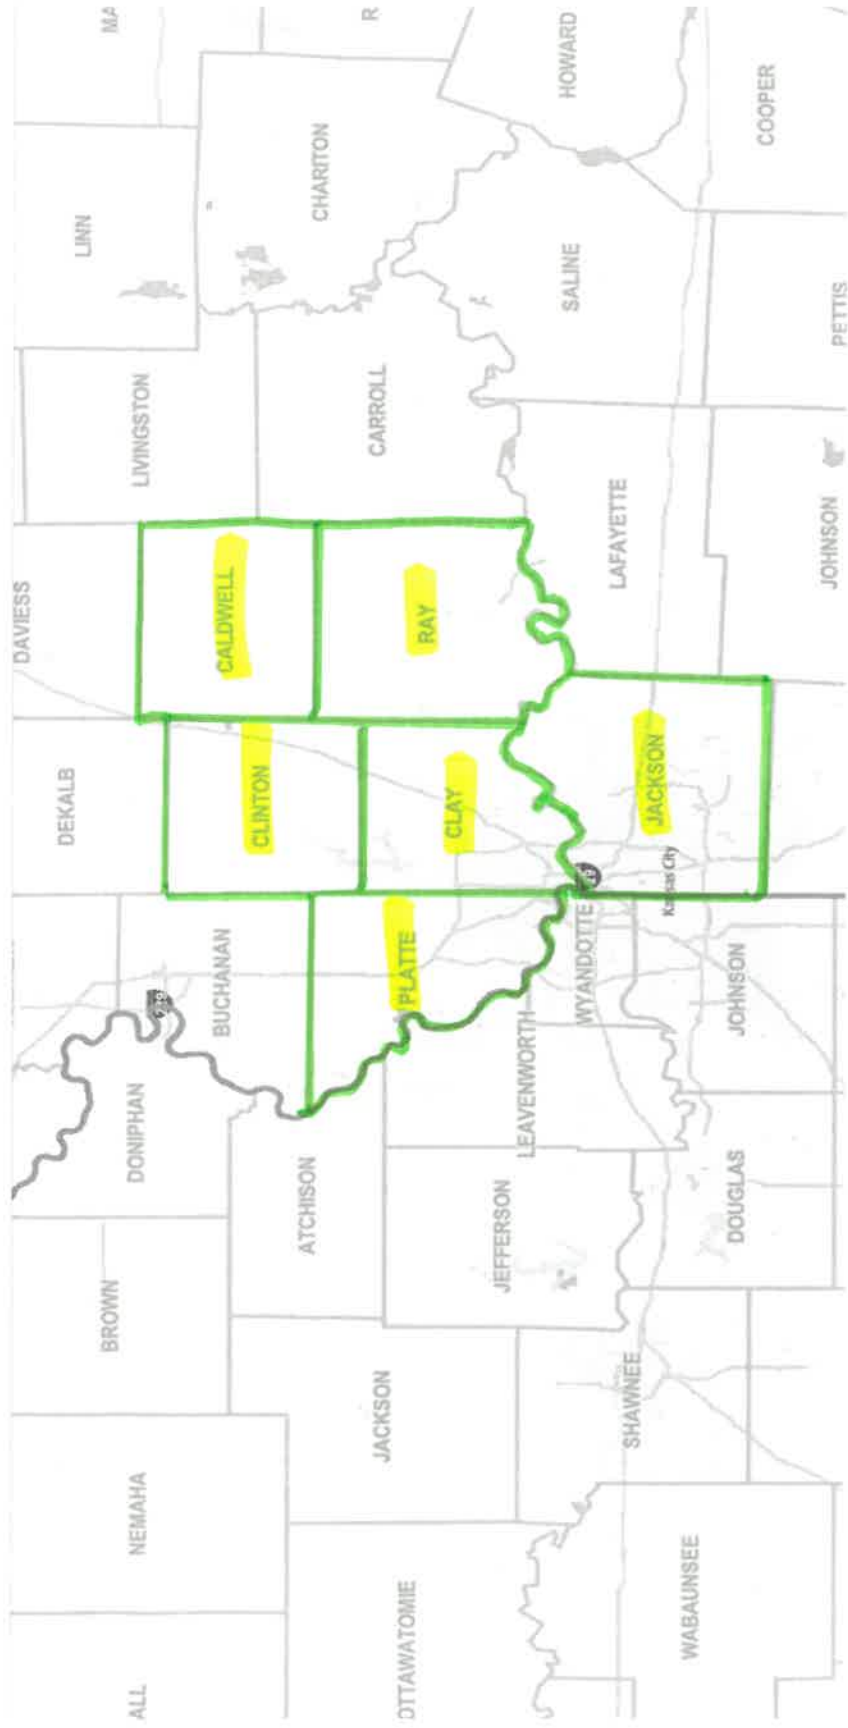 DAVIESS
DEKALB
LINN
MA
BROWN
ALL
NEMAHA
DONIPHAN
LIVINGSTON
BUCHANAN
CALDWELL
CLINTON
ATCHISON
CHARITON
R
JACKSON
CARROLL
OTTAWATOMIE
PLATTE
RAY
CLAY
JEFFERSON
LEAVENWORTH
SALINE
HOWARD
WYANDOTTE
LAFAYETTE
SHAWNEE
JACKSON
Kansas City
WABAUNSEE
DOUGLAS
JOHNSON
COOPER
JOHNSON
PETTIS